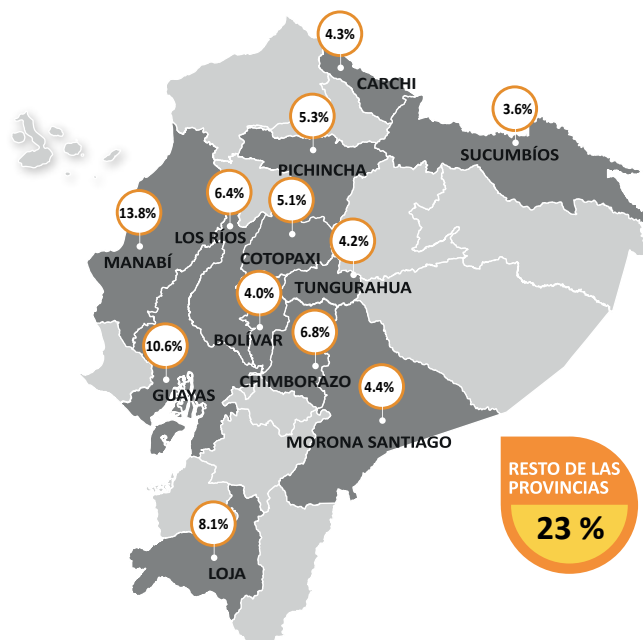 4.3%
CARCHI
3.6%
SUCUMBÍOS
5.3%
PICHINCHA
6.4%
LOS RÍOS
5.1%
COTOPAXI
13.8%
MANABÍ
4.2%
TUNGURAHUA
4.0%
BOLÍVAR
6.8%
CHIMBORAZO
10.6%
GUAYAS
4.4%
MORONA SANTIAGO
8.1%
LOJA
RESTO DE LAS
PROVINCIAS
23 %